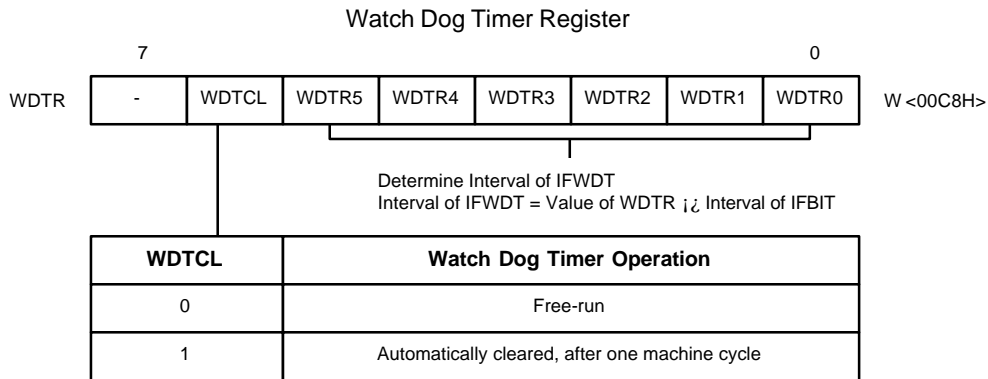 Watch Dog Timer Register
7 0
WDTR - WDTCL WDTR5 WDTR4 WDTR3 WDTR2 WDTR1 WDTR0 W <00C8H>
Determine Interval of IFWDT
Interval of IFWDT = Value of WDTR ¡¿ Interval of IFBIT
WDTCL Watch Dog Timer Operation
0 Free-run
1 Automatically cleared, after one machine cycle